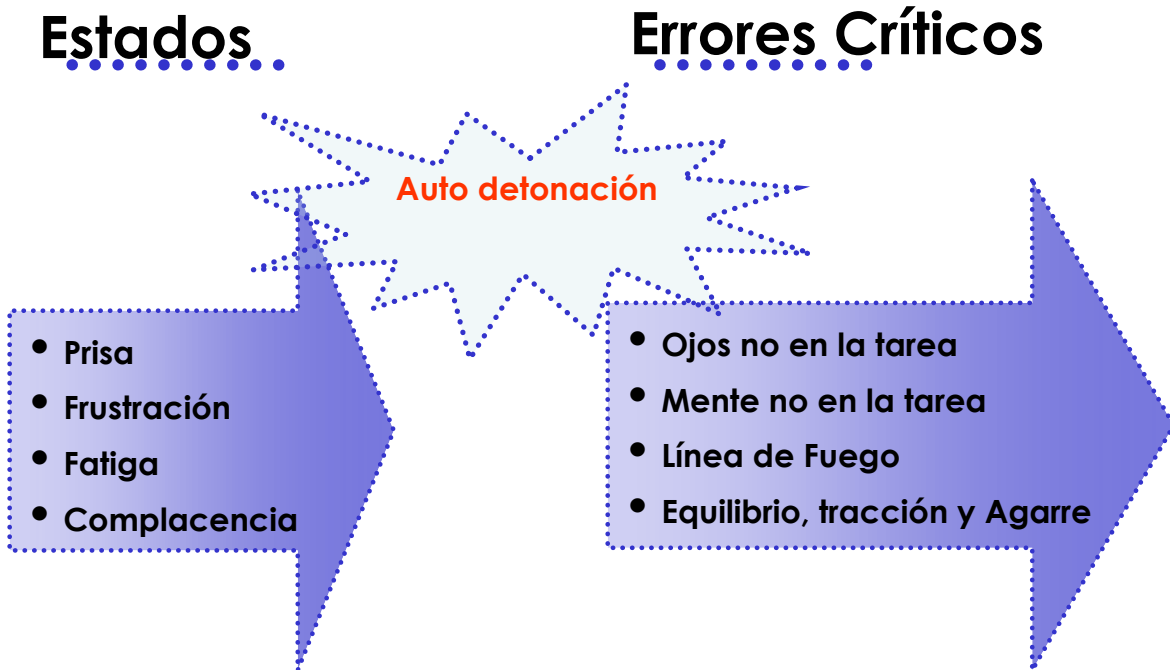 Estados
Errores Críticos
Auto detonación
• Prisa
• Frustración
• Fatiga
• Complacencia
• Ojos no en la tarea
• Mente no en la tarea
• Línea de Fuego
• Equilibrio, tracción y Agarre